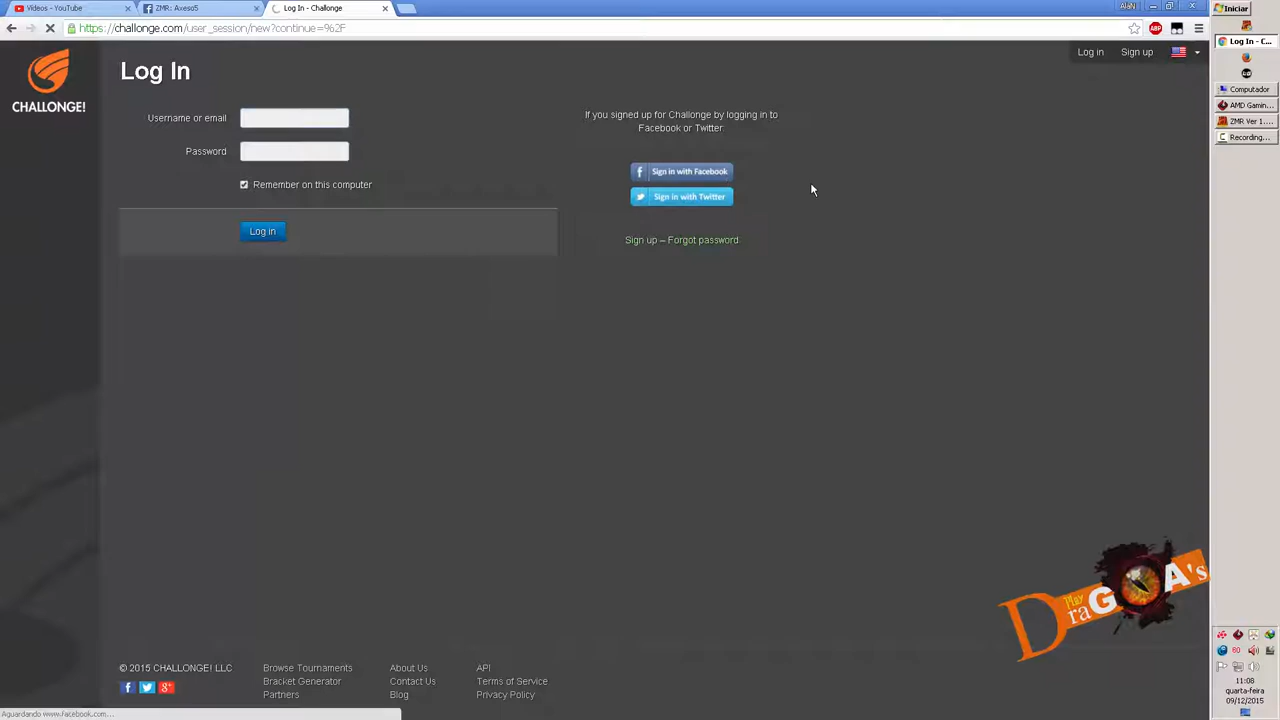 Vídeos - YouTube
ZMR: Axeso5
Log In - Challonge
AlaN
Iniciar
https://challonge.com/user_session/new?continue=%2F
ABP
Log In - C...
Log in
Sign up
CHALLONGE!
Log In
Username or email
Password
Remember on this computer
Log in
If you signed up for Challonge by logging in to
Facebook or Twitter:
Sign in with Facebook
Sign in with Twitter
Sign up – Forgot password
Computador
AMD Gamin...
ZMR Ver 1....
Recording...
Play
DraGOA's
© 2015 CHALLONGE! LLC
Browse Tournaments
Bracket Generator
Partners
About Us
Contact Us
Blog
API
Terms of Service
Privacy Policy
Aguardando www.facebook.com...
80
11:08
quarta-feira
09/12/2015